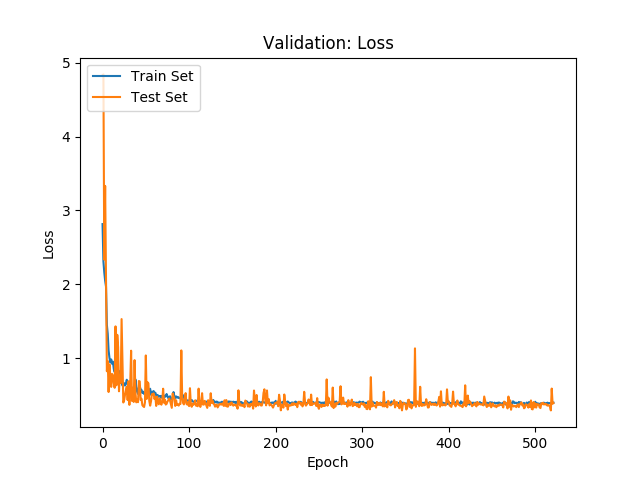 Validation: Loss
Train Set
Test Set
5
4
3
2
1
Loss
0 100 200 300 400 500
Epoch